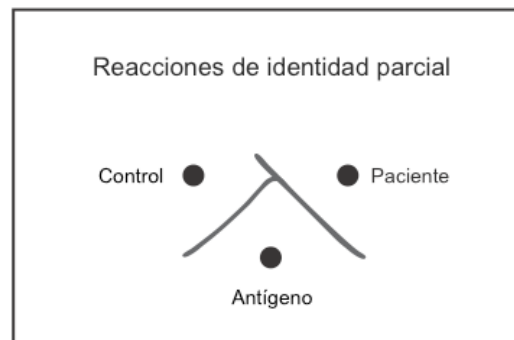 Reacciones de identidad parcial
Control
Paciente
Antígeno